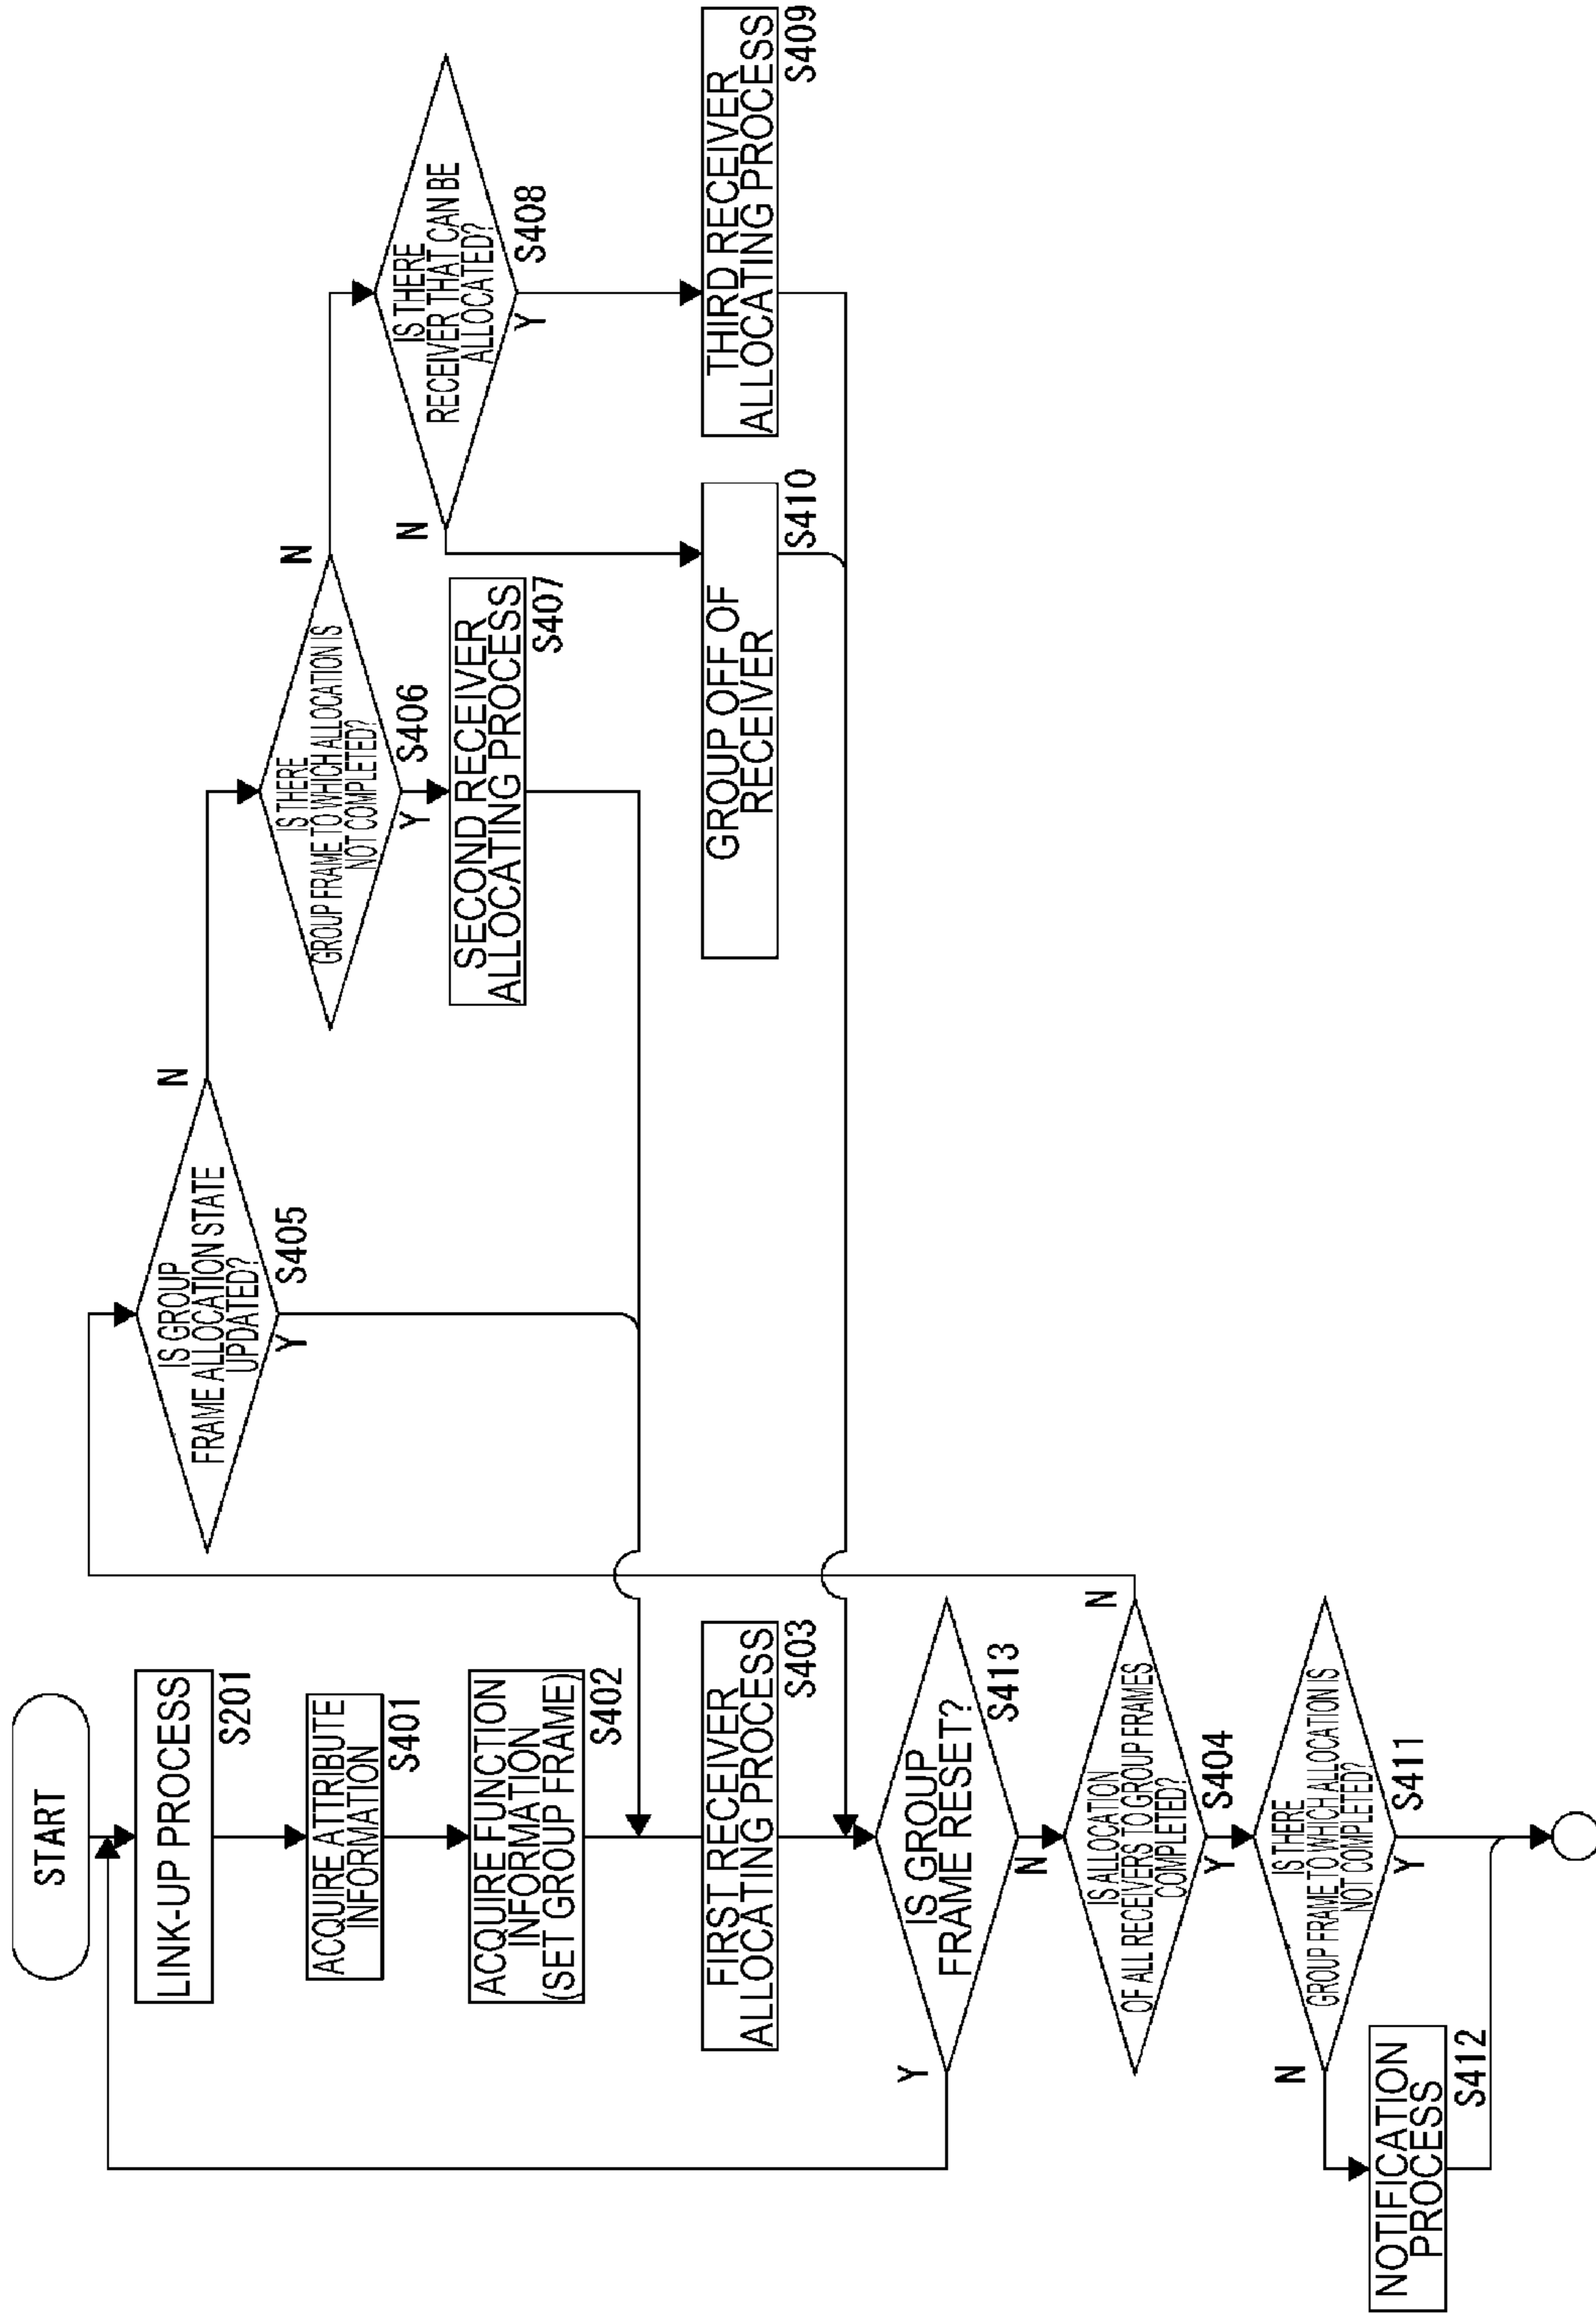 START
LINK-UP PROCESS
S201
ACQUIRE ATTRIBUTE
INFORMATION
S401
ACQUIRE FUNCTION
INFORMATION
(SET GROUP FRAME)
S402
FIRST RECEIVER
ALLOCATING PROCESS
S403
IS GROUP
FRAME RESET?
S413
Y
N
IS ALLOCATION
OF ALL RECEIVERS TO GROUP FRAMES
COMPLETED?
S404
N
Y
IS THERE
GROUP FRAME TO WHICH ALLOCATION IS
NOT COMPLETED?
S411
N
Y
NOTIFICATION
PROCESS
S412
IS GROUP
FRAME ALLOCATION STATE
UPDATED?
S405
N
Y
IS THERE
GROUP FRAME TO WHICH ALLOCATION IS
NOT COMPLETED?
S406
N
Y
SECOND RECEIVER
ALLOCATING PROCESS
S407
IS THERE
RECEIVER THAT CAN BE
ALLOCATED?
S408
N
Y
GROUP OFF OF
RECEIVER
S410
THIRD RECEIVER
ALLOCATING PROCESS
S409